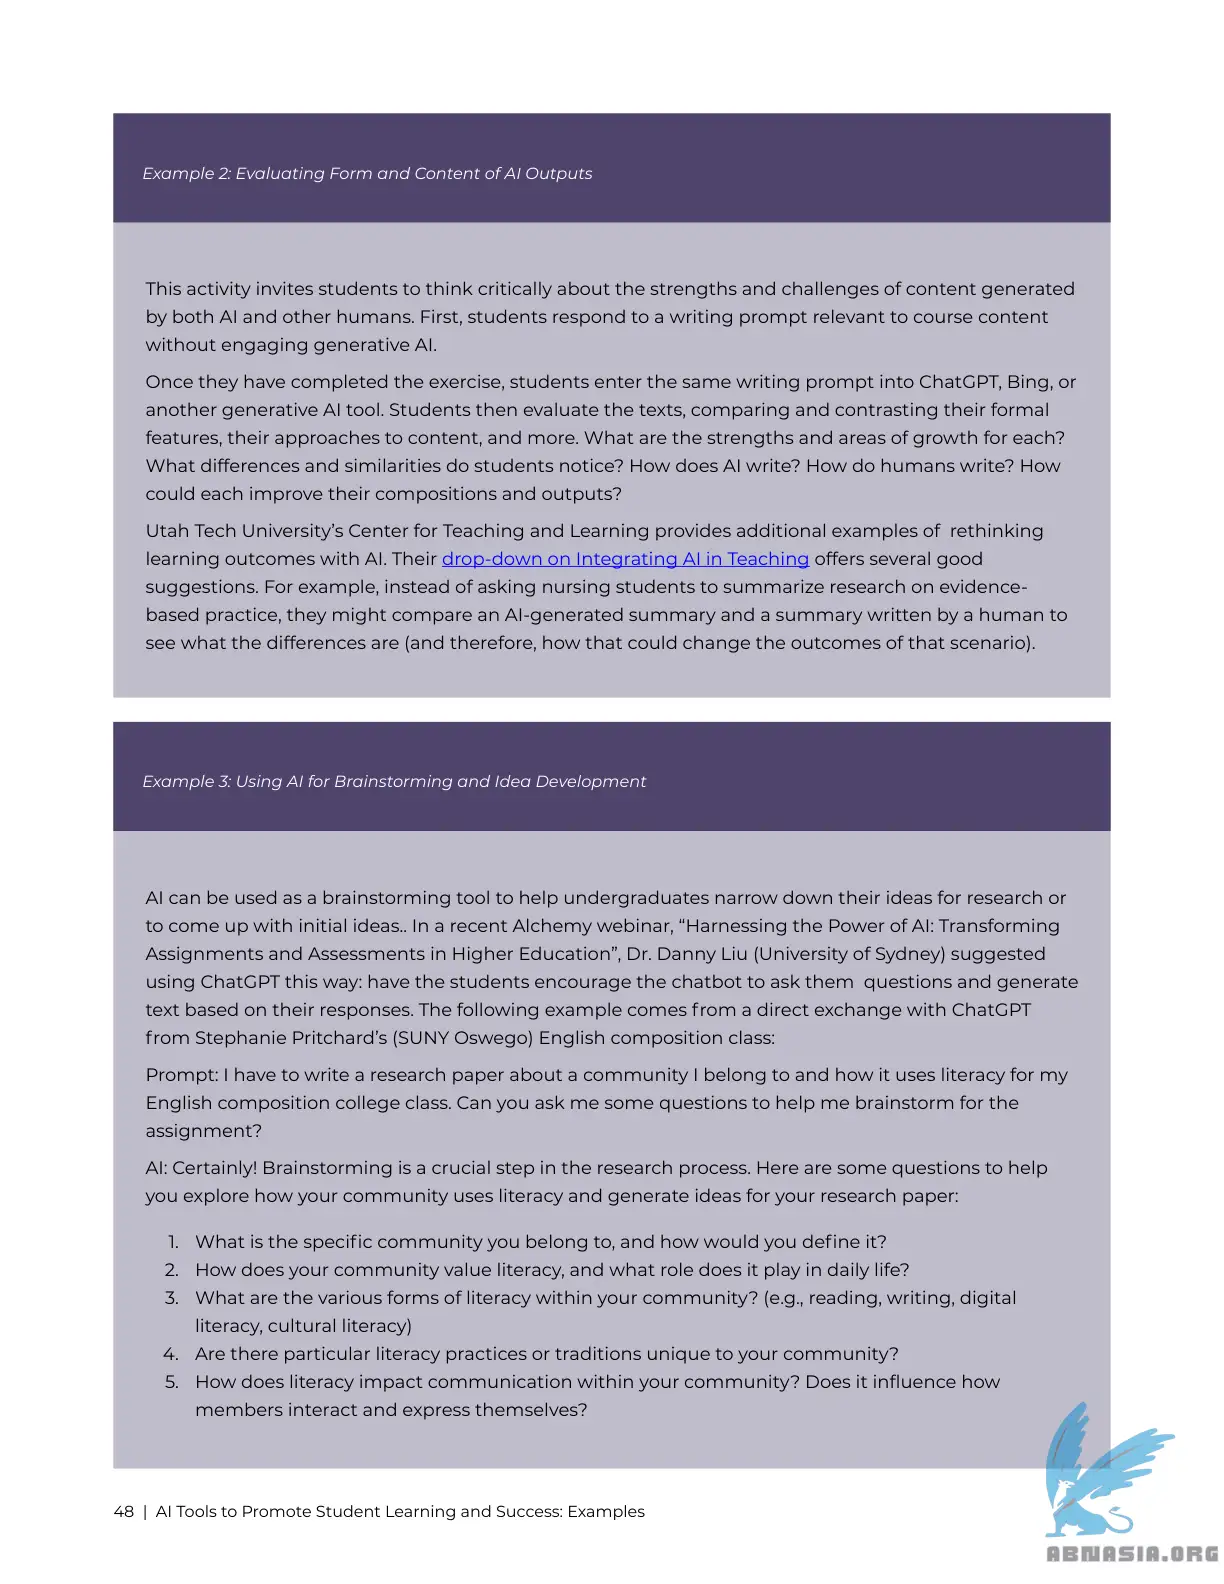 Example 2: Evaluating Form and Content of AI Outputs
This activity invites students to think critically about the strengths and challenges of content generated
by both AI and other humans. First, students respond to a writing prompt relevant to course content
without engaging generative AI.
Once they have completed the exercise, students enter the same writing prompt into ChatGPT, Bing, or
another generative AI tool. Students then evaluate the texts, comparing and contrasting their formal
features, their approaches to content, and more. What are the strengths and areas of growth for each?
What differences and similarities do students notice? How does AI write? How do humans write? How
could each improve their compositions and outputs?
Utah Tech University’s Center for Teaching and Learning provides additional examples of  rethinking
learning outcomes with AI. Their drop-down on Integrating AI in Teaching offers several good
suggestions. For example, instead of asking nursing students to summarize research on evidence-
based practice, they might compare an AI-generated summary and a summary written by a human to
see what the differences are (and therefore, how that could change the outcomes of that scenario).
Example 3: Using AI for Brainstorming and Idea Development
AI can be used as a brainstorming tool to help undergraduates narrow down their ideas for research or
to come up with initial ideas.. In a recent Alchemy webinar, “Harnessing the Power of AI: Transforming
Assignments and Assessments in Higher Education”, Dr. Danny Liu (University of Sydney) suggested
using ChatGPT this way: have the students encourage the chatbot to ask them  questions and generate
text based on their responses. The following example comes from a direct exchange with ChatGPT
from Stephanie Pritchard’s (SUNY Oswego) English composition class:
Prompt: I have to write a research paper about a community I belong to and how it uses literacy for my
English composition college class. Can you ask me some questions to help me brainstorm for the
assignment?
AI: Certainly! Brainstorming is a crucial step in the research process. Here are some questions to help
you explore how your community uses literacy and generate ideas for your research paper:
1. What is the specific community you belong to, and how would you define it?
2. How does your community value literacy, and what role does it play in daily life?
3. What are the various forms of literacy within your community? (e.g., reading, writing, digital
literacy, cultural literacy)
4. Are there particular literacy practices or traditions unique to your community?
5. How does literacy impact communication within your community? Does it influence how
members interact and express themselves?
48 | AI Tools to Promote Student Learning and Success: Examples
ABNASIA.ORG